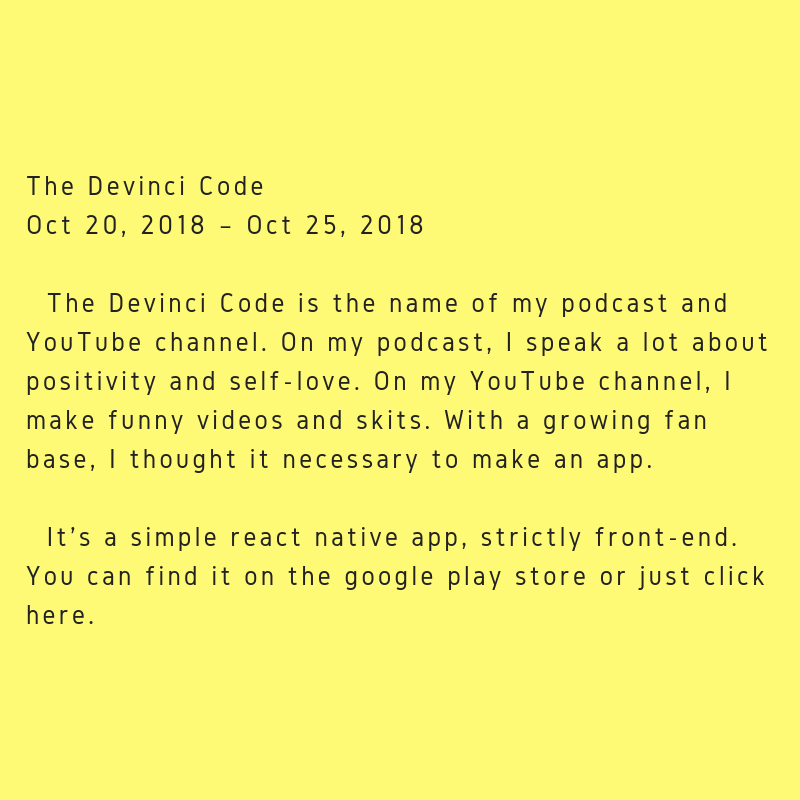 The Devinci Code
Oct 20, 2018 – Oct 25, 2018
The Devinci Code is the name of my podcast and
YouTube channel. On my podcast, I speak a lot about
positivity and self-love. On my YouTube channel, I
make funny videos and skits. With a growing fan
base, I thought it necessary to make an app.
It’s a simple react native app, strictly front-end.
You can find it on the google play store or just click
here.